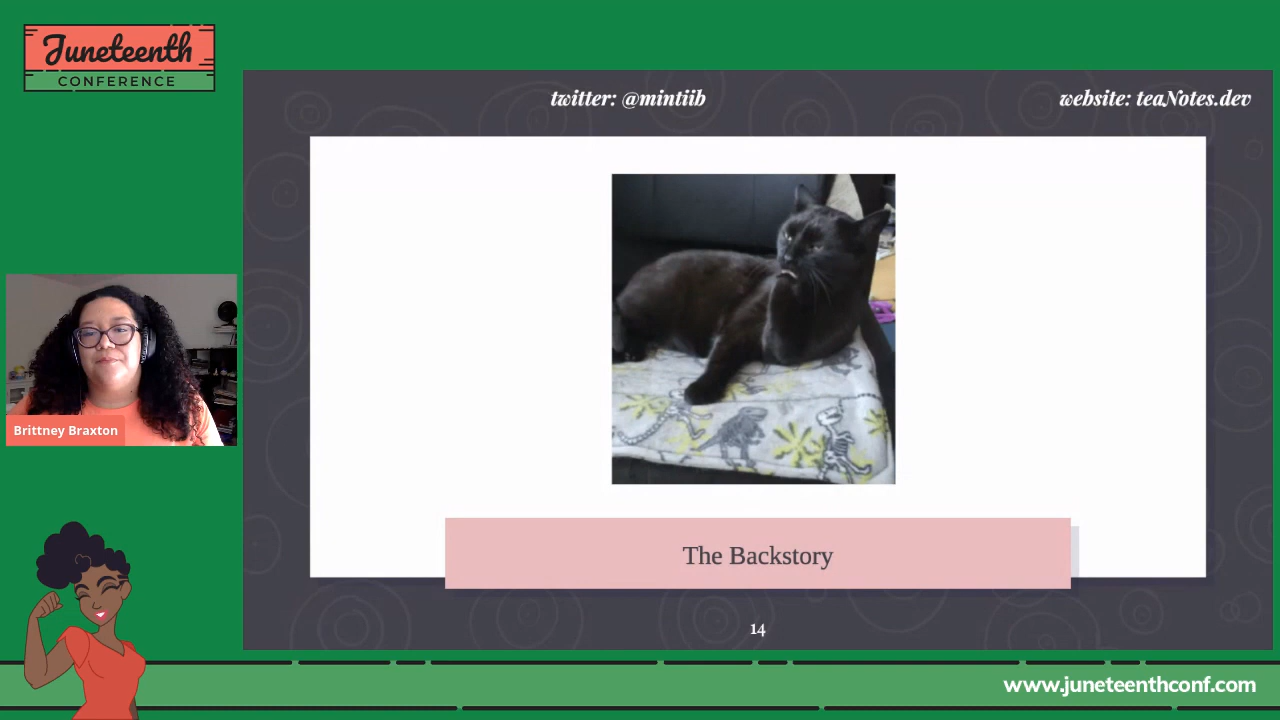 Juneteenth
CONFERENCE
twitter: @mintiib
website: teaNotes.dev
Brittney Braxton
The Backstory
14
www.juneteenthconf.com